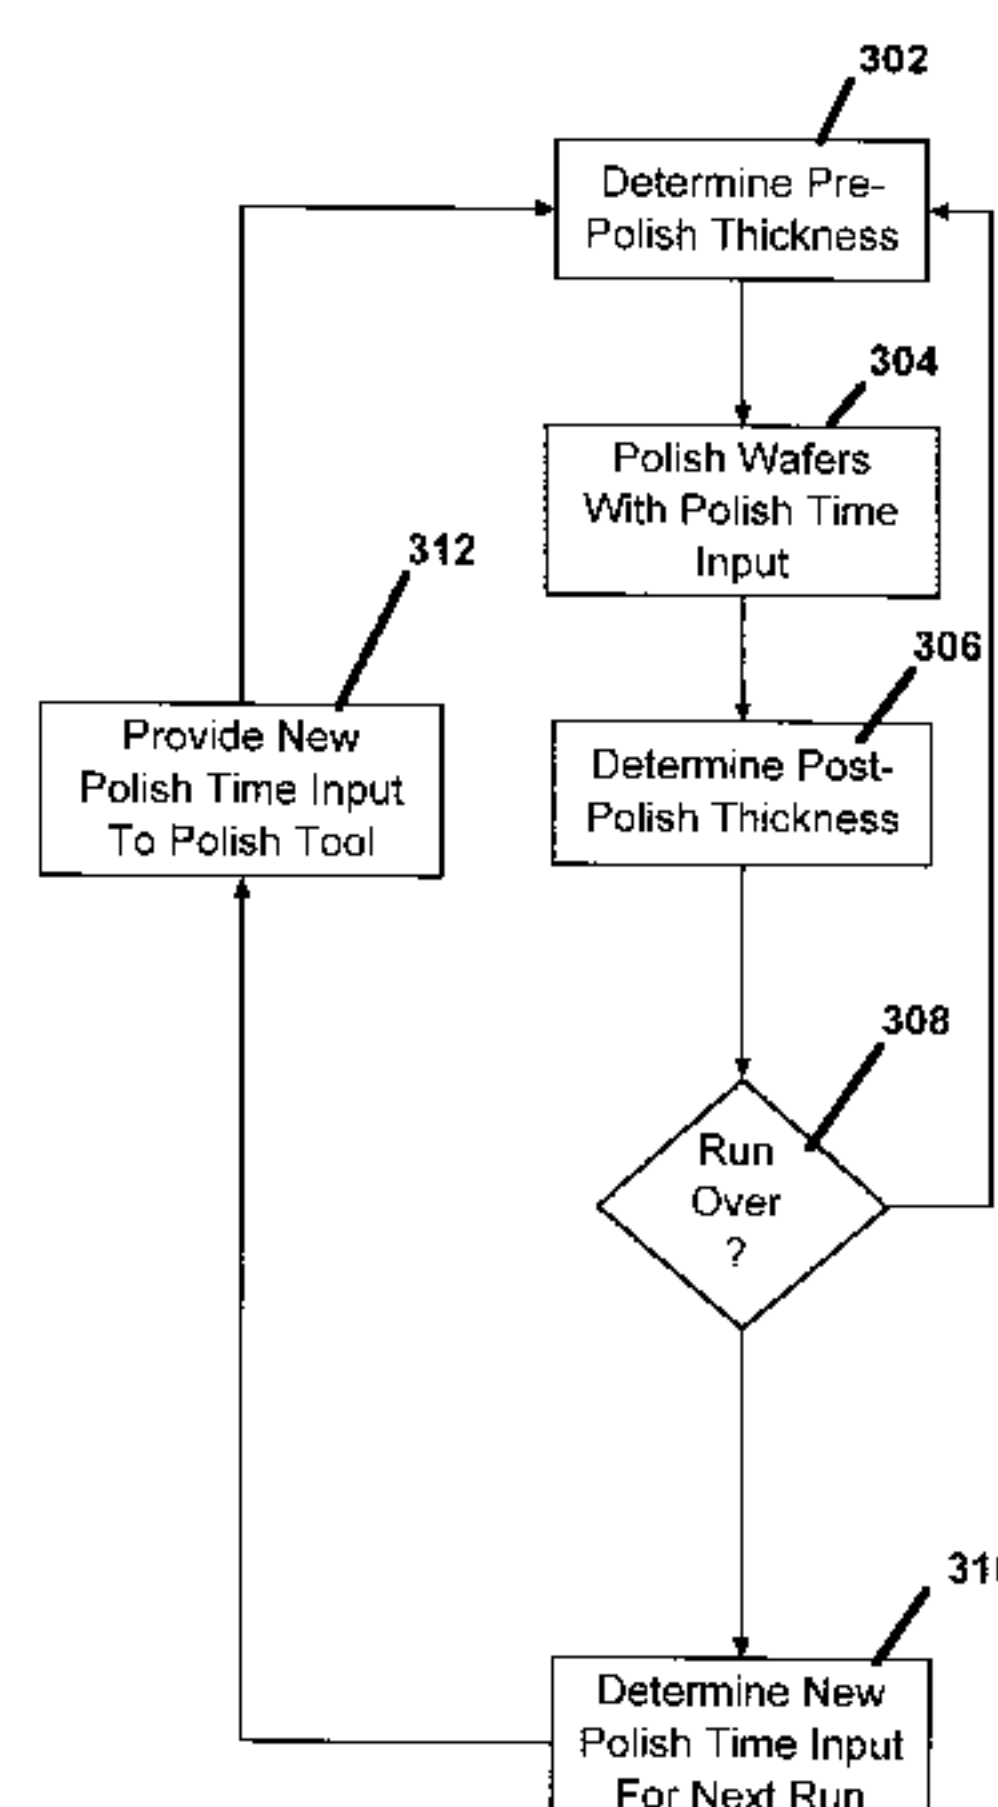 302
Determine Pre-
Polish Thickness
304
Polish Wafers
With Polish Time
Input
312
Provide New
Polish Time Input
To Polish Tool
306
Determine Post-
Polish Thickness
308
Run
Over
?
Determine New
Polish Time Input
For Next Run